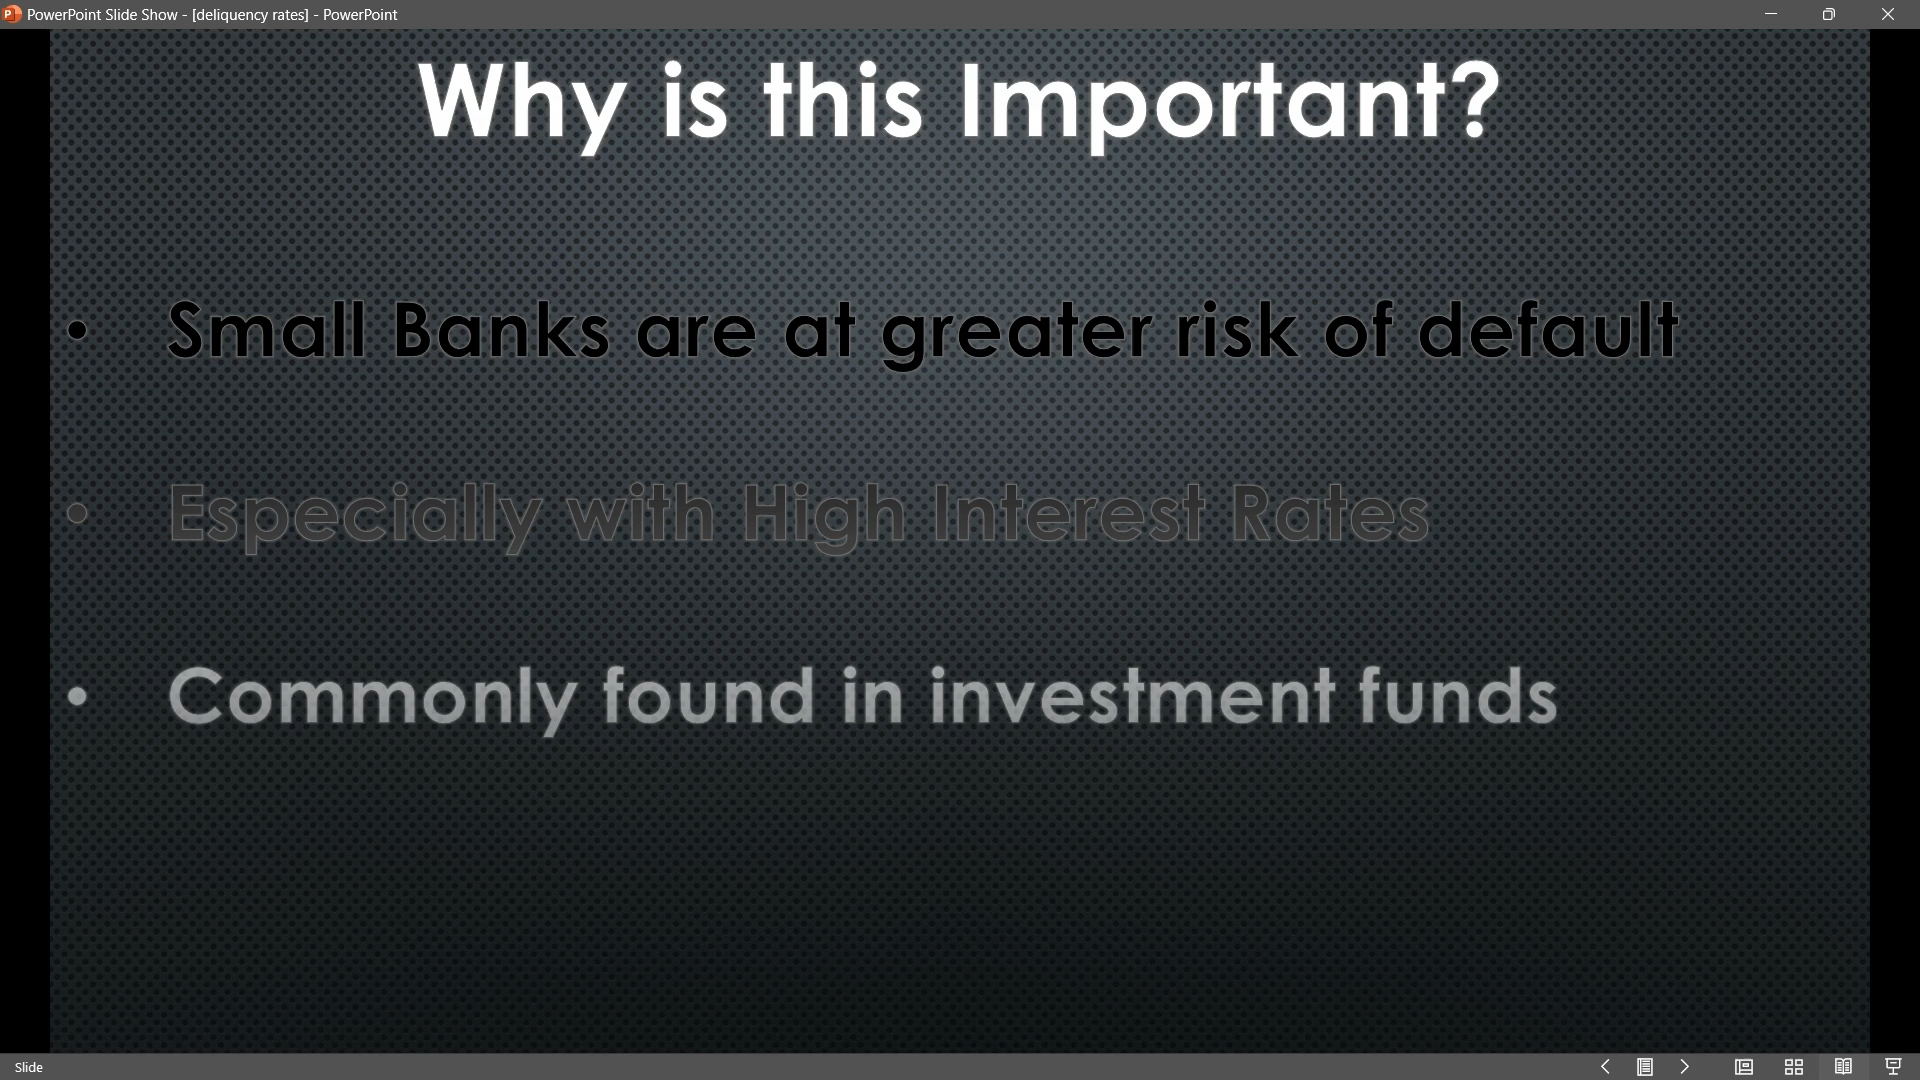 PowerPoint Slide Show - [deliquency rates] - PowerPoint
Why is this Important?
• Small Banks are at greater risk of default
• Especially with High Interest Rates
• Commonly found in investment funds
Slide